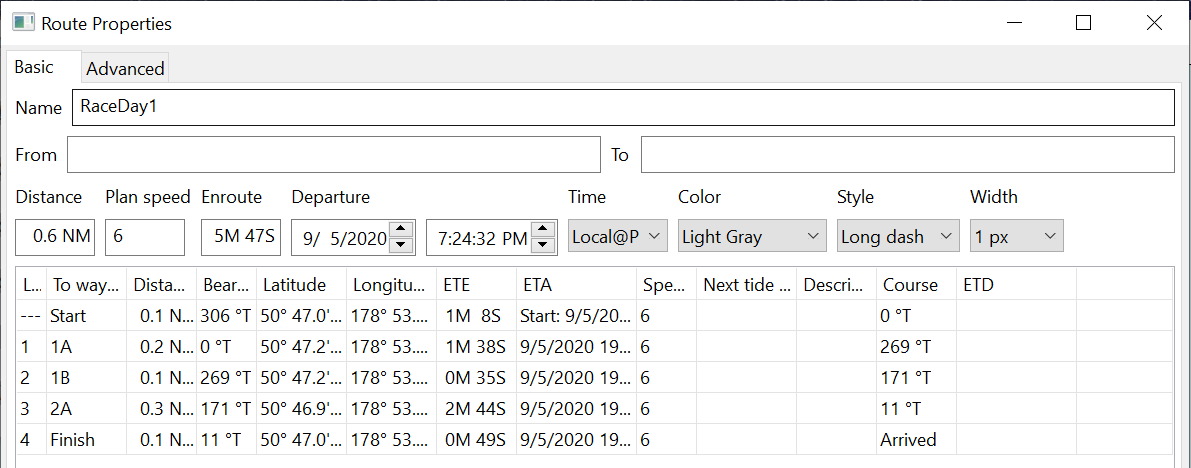 Route Properties
Basic Advanced
Name RaceDay1
From To
Distance Plan speed Enroute Departure Time Color Style Width
0.6 NM 6 5M 47S 9/ 5/2020 7:24:32 PM Local@P Light Gray Long dash 1 px
L... To way... Dista... Bear... Latitude Longitu... ETE ETA Spe... Next tide ... Descri... Course ETD
--- Start 0.1 N... 306 °T 50° 47.0'... 178° 53.... 1M 8S Start: 9/5/20... 6 0 °T
1 1A 0.2 N... 0 °T 50° 47.2'... 178° 53.... 1M 38S 9/5/2020 19... 6 269 °T
2 1B 0.1 N... 269 °T 50° 47.2'... 178° 53.... 0M 35S 9/5/2020 19... 6 171 °T
3 2A 0.3 N... 171 °T 50° 46.9'... 178° 53.... 2M 44S 9/5/2020 19... 6 11 °T
4 Finish 0.1 N... 11 °T 50° 47.0'... 178° 53.... 0M 49S 9/5/2020 19... 6 Arrived